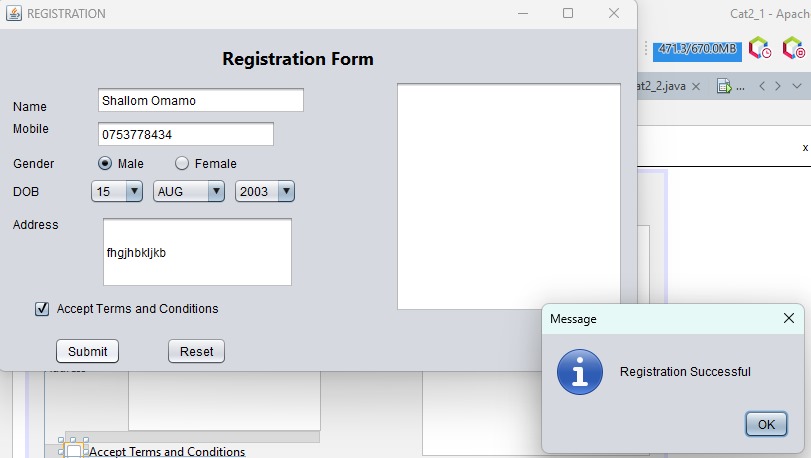 REGISTRATION
Cat2_1 - Apach
Registration Form
471.3/670.0MB
at2_2.java
...
Name
Shallom Omamo
Mobile
0753778434
x
Gender
Male
Female
DOB
15
AUG
2003
Address
fhgjhbkljkb
Accept Terms and Conditions
Submit
Reset
Message
Registration Successful
OK
Accept Terms and Conditions